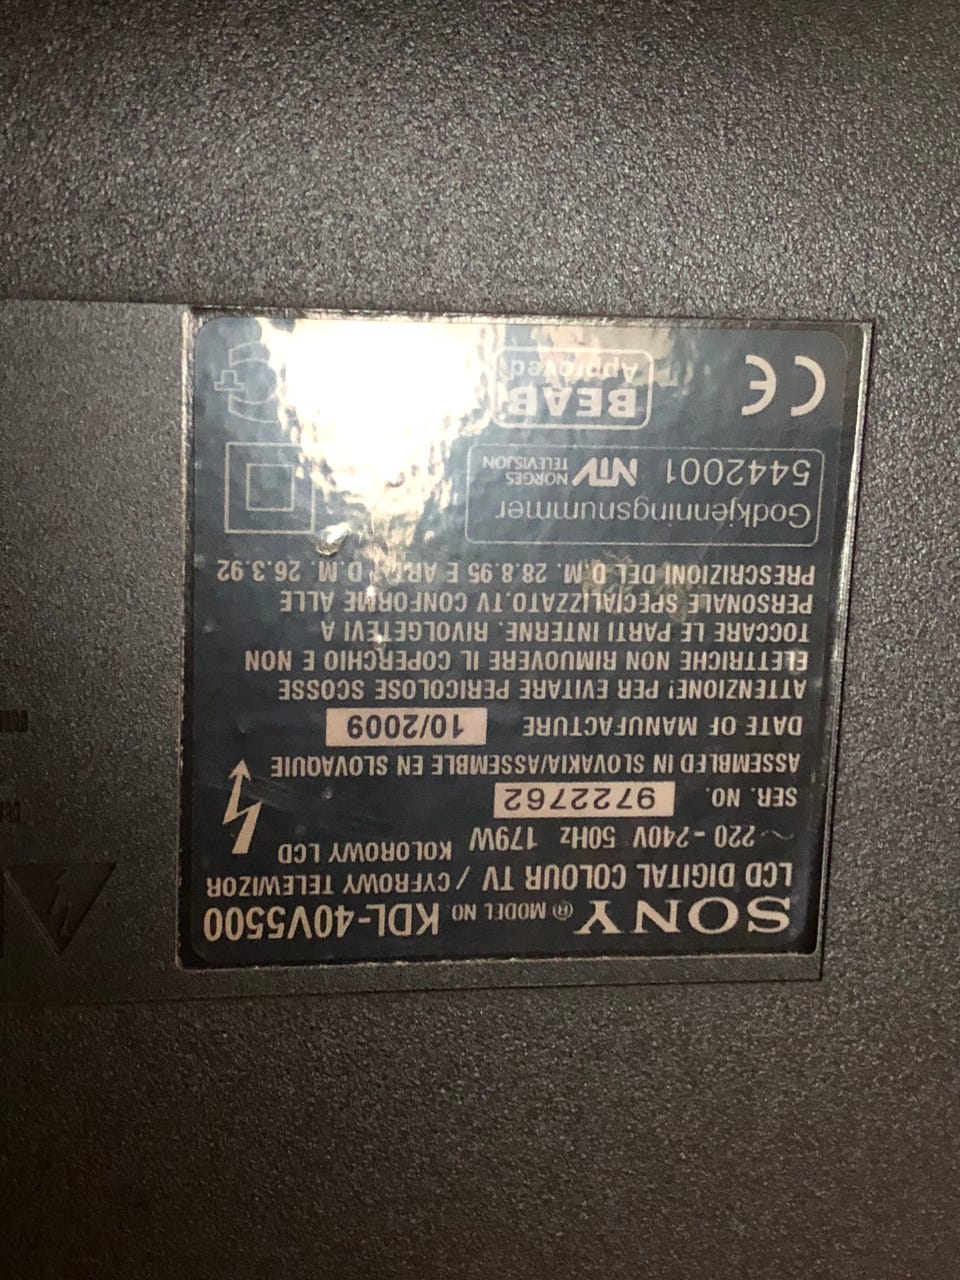 SONY ® MODEL NO. KDL-40V5500
LCD DIGITAL COLOUR TV / CYFROWY TELEWIZOR
~220 - 240V 50Hz 179W KOLOROWY LCD
SER. NO. 9722762
ASSEMBLED IN SLOVAKIA/ASSEMBLE EN SLOVAQUIE
DATE OF MANUFACTURE 10/2009
ATTENZIONE! PER EVITARE PERICOLOSE SCOSSE
ELETTRICHE NON RIMUOVERE IL COPERCHIO E NON
TOCCARE LE PARTI INTERNE. RIVOLGETEVI A
PERSONALE SPECIALIZZATO.TV CONFORME ALLE
PRESCRIZIONI DEL D.M. 28.8.95 E ART. D.M. 26.3.92
Godkjenningsnummer
5442001 NTV NORGES
TELEVISJON
CE BEAB
Approved